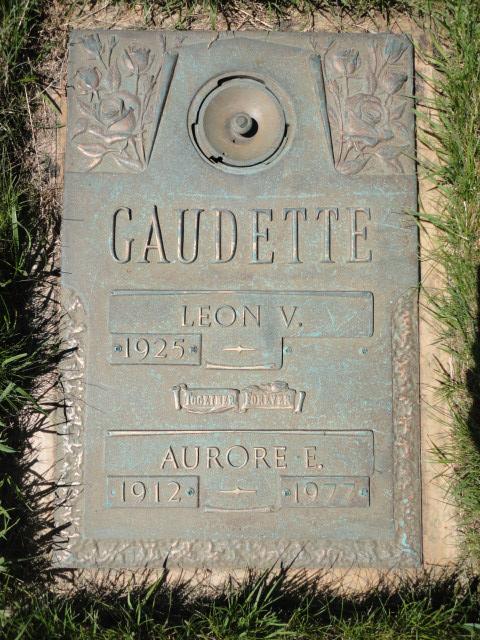 GAUDETTE
LEON V.
1925
TOGETHER FOREVER
AURORE E.
1912 1977